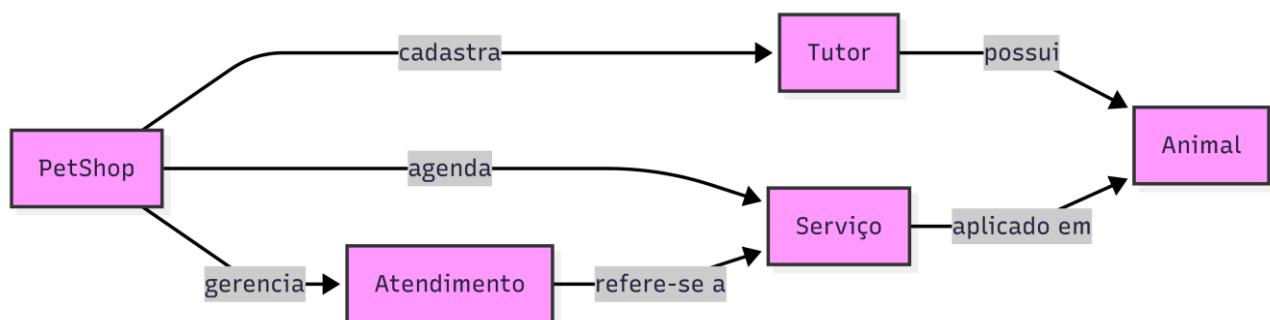 cadastra
Tutor
possui
Animal
PetShop
agenda
Serviço
aplicado em
gerencia
Atendimento
refere-se a